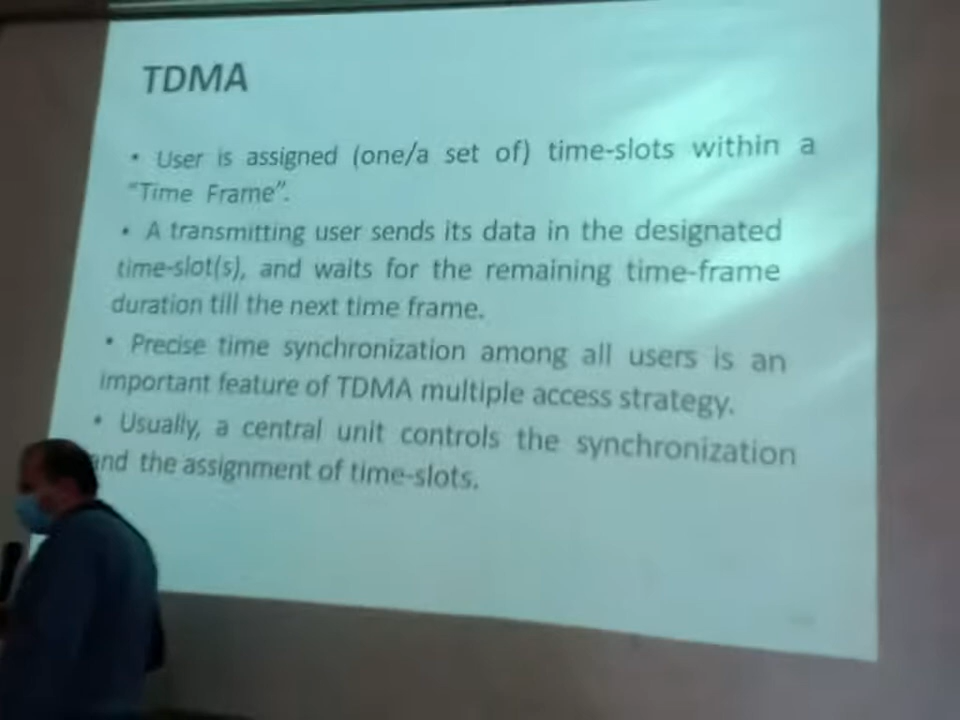 TDMA
• User is assigned (one/a set of) time-slots within a
"Time Frame".
• A transmitting user sends its data in the designated
time-slot(s), and waits for the remaining time-frame
duration till the next time frame.
• Precise time synchronization among all users is an
important feature of TDMA multiple access strategy.
• Usually, a central unit controls the synchronization
and the assignment of time-slots.